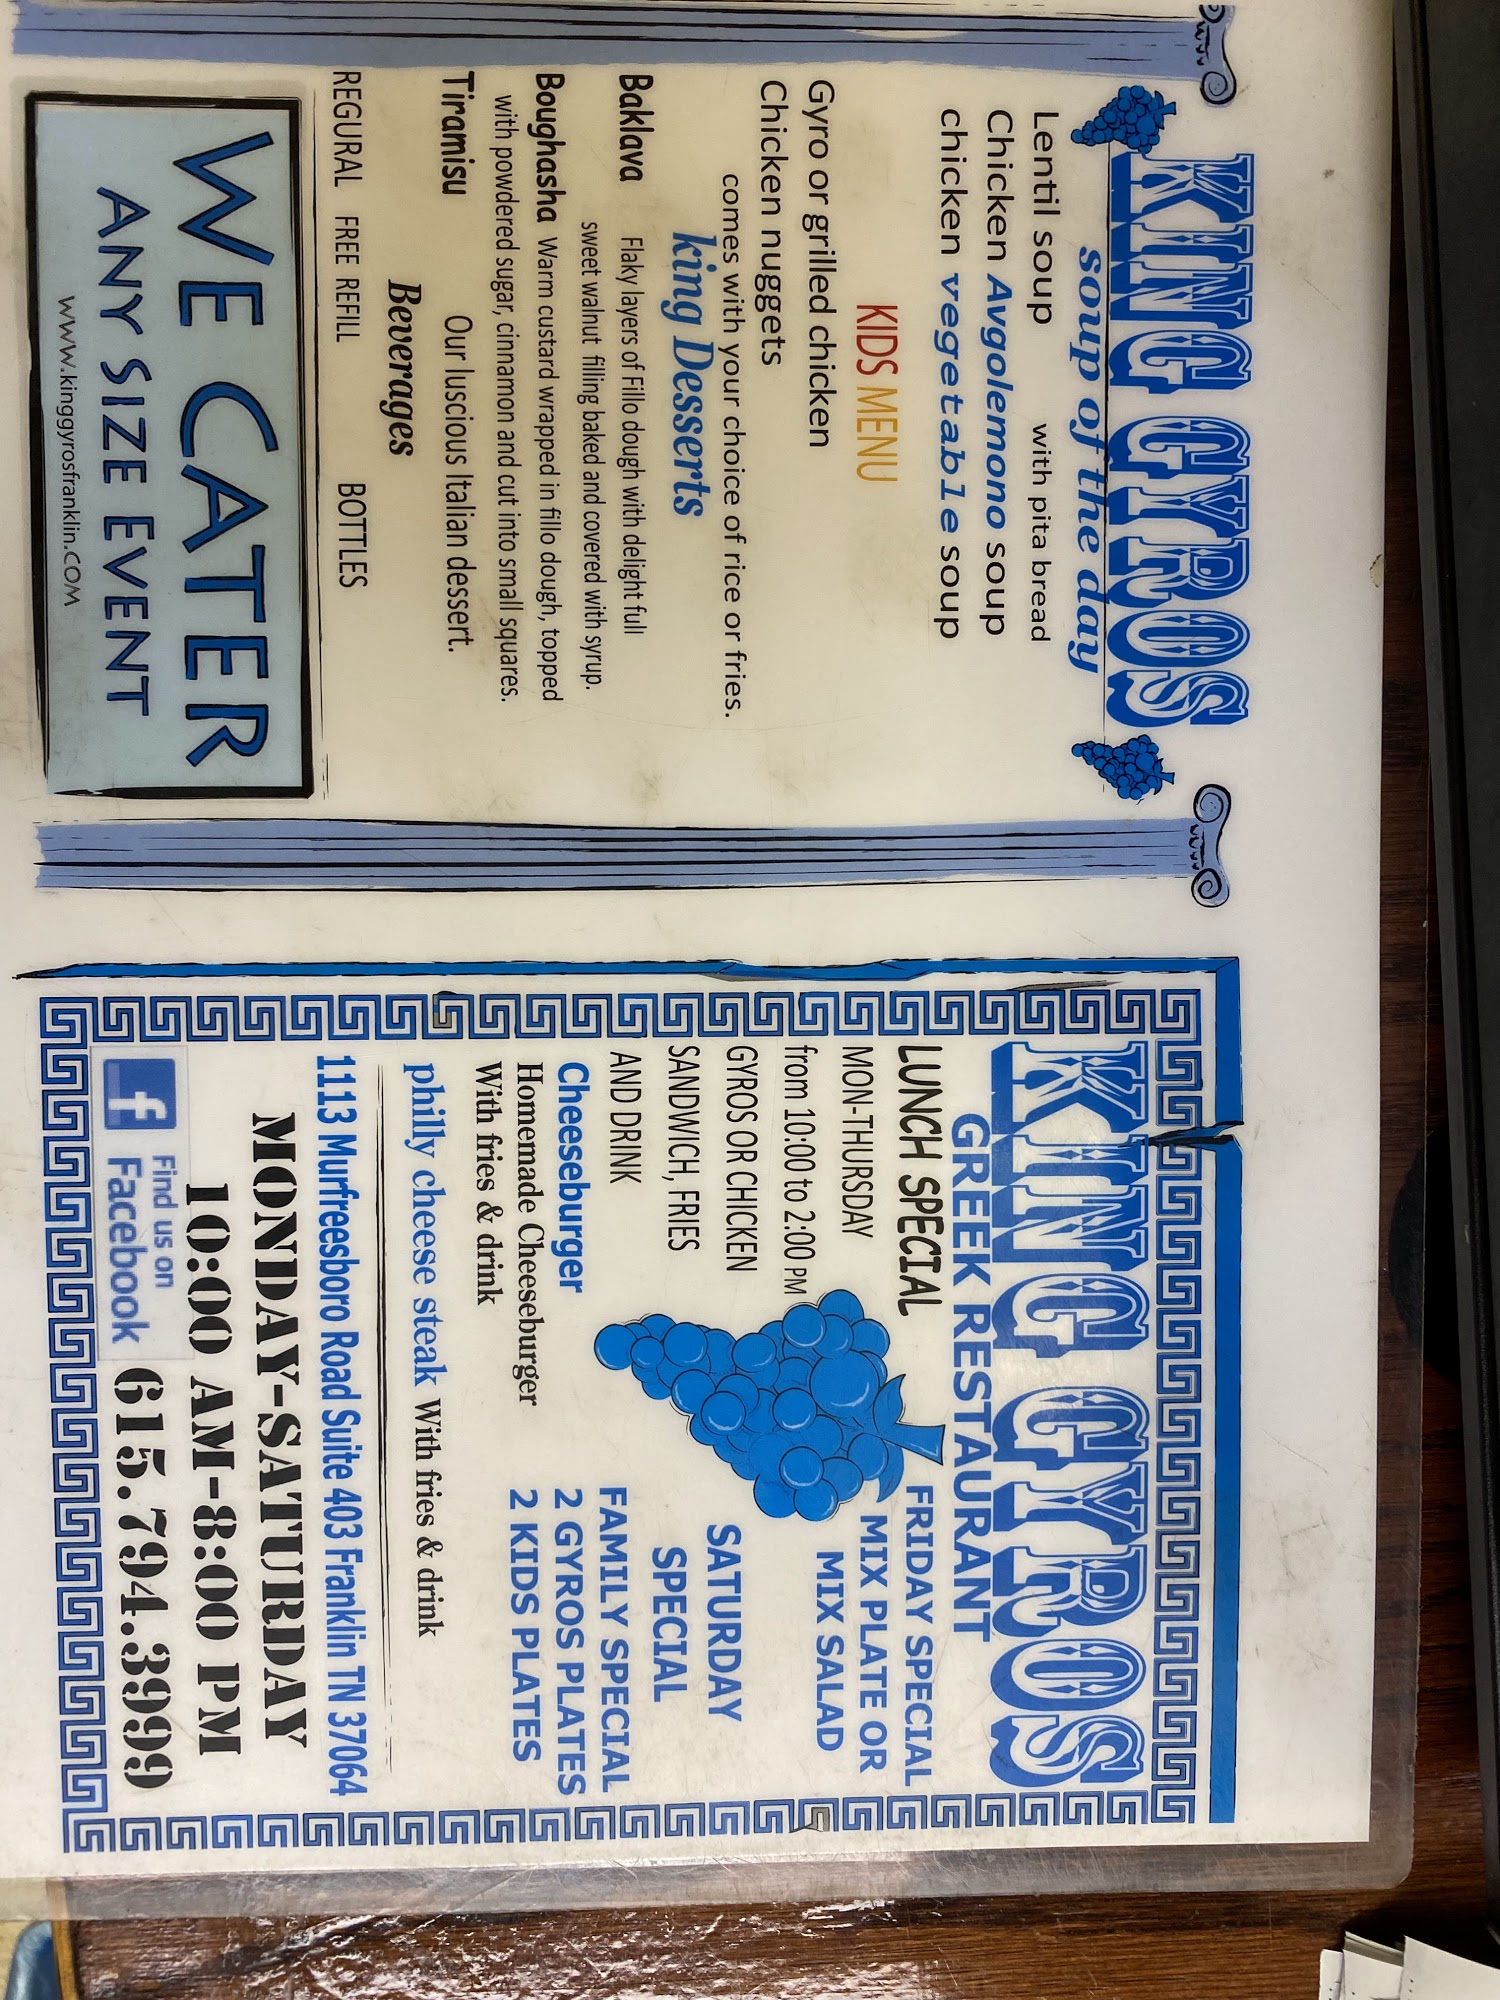 KING GYROS
soup of the day
Lentil soup with pita bread
Chicken Avgolemono soup
chicken vegetable soup
KIDS MENU
Gyro or grilled chicken
Chicken nuggets
comes with your choice of rice or fries.
king Desserts
Baklava Flaky layers of Fillo dough with delight full
sweet walnut filling baked and covered with syrup.
Boughasha Warm custard wrapped in fillo dough, topped
with powdered sugar, cinnamon and cut into small squares.
Tiramisu Our luscious Italian dessert.
Beverages
REGURAL FREE REFILL BOTTLES
WE CATER
ANY SIZE EVENT
www.kinggyrosfranklin.com
KING GYROS
GREEK RESTAURANT
LUNCH SPECIAL
MON-THURSDAY
from 10:00 to 2:00 PM
GYROS OR CHICKEN
SANDWICH, FRIES
AND DRINK
FRIDAY SPECIAL
MIX PLATE OR
MIX SALAD
SATURDAY
SPECIAL
FAMILY SPECIAL
2 GYROS PLATES
2 KIDS PLATES
Cheeseburger
Homemade Cheeseburger
With fries & drink
philly cheese steak With fries & drink
1113 Murfreesboro Road Suite 403 Franklin TN 37064
MONDAY-SATURDAY
10:00 AM-8:00 PM
f Find us on
Facebook
615.794.3999